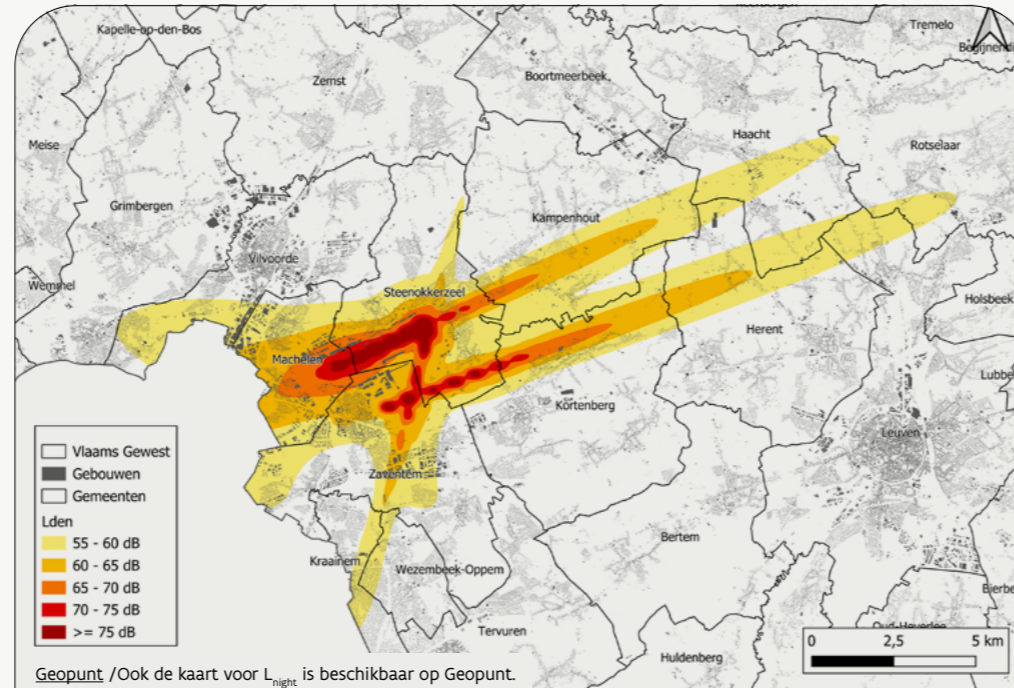 Kapelle-op-den-Bos
Tremelo
Zemst
Boortmeerbeek
Meise
Haacht
Rotselaar
Grimbergen
Kampenhout
Vilvoorde
Wemmel
Steenokkerzeel
Holsbeek
Machelen
Herent
Kortenberg
Leuven
Zaventem
Kraainem
Wezembeek-Oppem
Bertem
Tervuren
Huldenberg
Vlaams Gewest
Gebouwen
Gemeenten
Lden
55 - 60 dB
60 - 65 dB
65 - 70 dB
70 - 75 dB
>= 75 dB
0 2,5 5 km
Geopunt /Ook de kaart voor Lnight is beschikbaar op Geopunt.